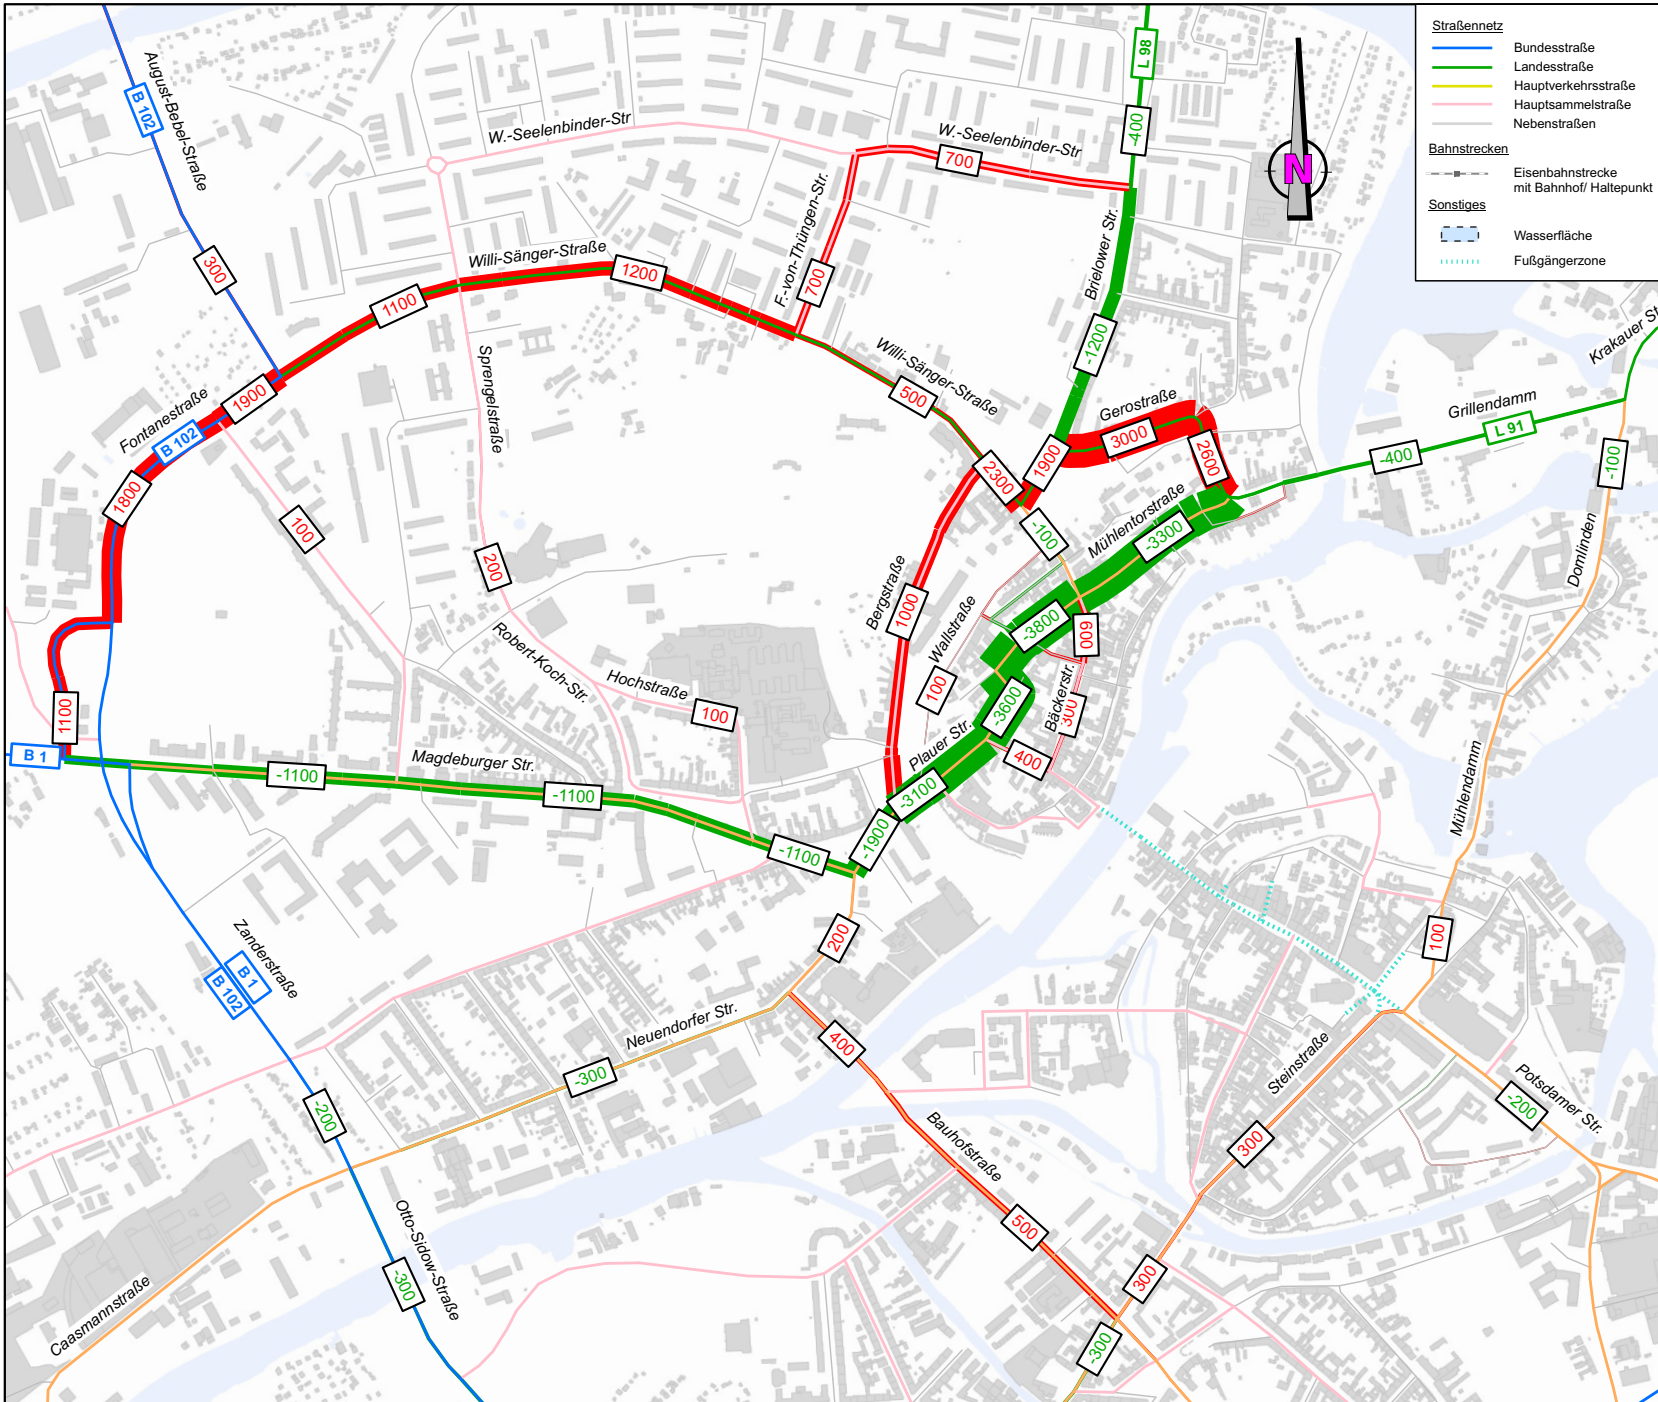 Straßennetz
Bundesstraße
Landesstraße
Hauptverkehrsstraße
Hauptsammelstraße
Nebenstraßen
Bahnstrecken
Eisenbahnstrecke
mit Bahnhof/ Haltepunkt
Sonstiges
Wasserfläche
Fußgängerzone
N
August-Bebel-Straße
B 102
W.-Seelenbinder-Str
W.-Seelenbinder-Str
L 98
-400
700
300
Willi-Sänger-Straße
1200
1100
F.-von-Thüngen-Str.
700
Brielower Str.
-1200
Krakauer St
Sprengelstraße
Willi-Sänger-Straße
500
Fontanestraße
1900
B 102
Gerostraße
3000
2600
Grillendamm
L 91
-400
-100
1800
100
2300
1900
-100
Mühlentorstraße
-3300
Domlinden
200
Bergstraße
1000
Wallstraße
-3800
600
100
Robert-Koch-Str.
Hochstraße
100
-3600
Bäckerstr.
300
400
1100
B 1
-1100
Magdeburger Str.
-1100
Plauer Str.
-3100
-1900
-1100
Mühlendamm
100
200
Zanderstraße
B 1
B 102
Neuendorfer Str.
-300
400
-200
Steinstraße
Potsdamer Str.
-200
300
Bauhofstraße
500
300
-300
Otto-Sidow-Straße
-300
Caasmannstraße